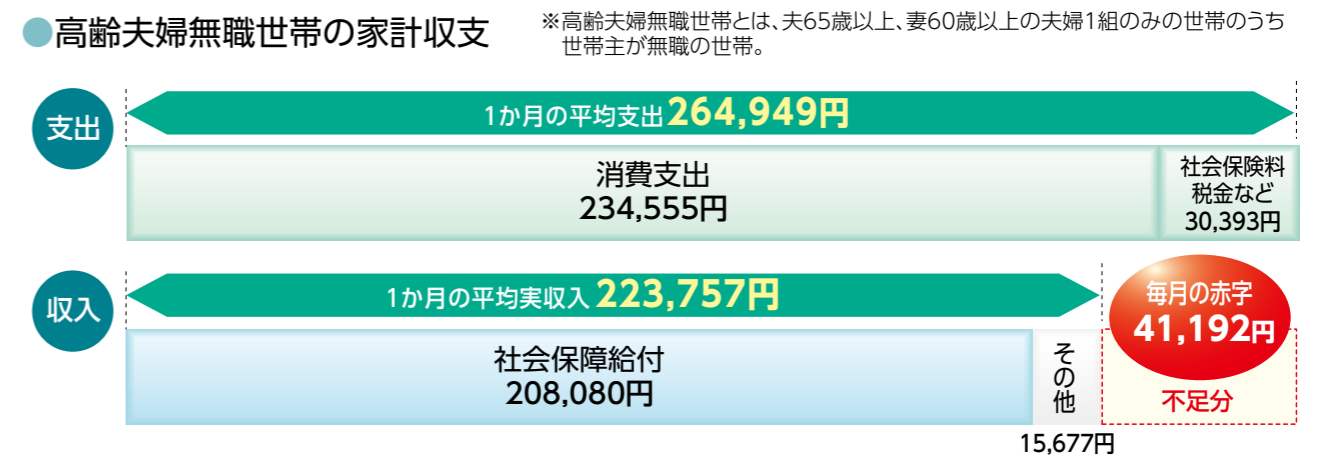 ●高齢夫婦無職世帯の家計収支
※高齢夫婦無職世帯とは、夫65歳以上、妻60歳以上の夫婦1組のみの世帯のうち
世帯主が無職の世帯。
支出
1か月の平均支出264,949円
消費支出
234,555円
社会保険料
税金など
30,393円
収入
1か月の平均実収入 223,757円
毎月の赤字
41,192円
社会保障給付
208,080円
その他
不足分
15,677円